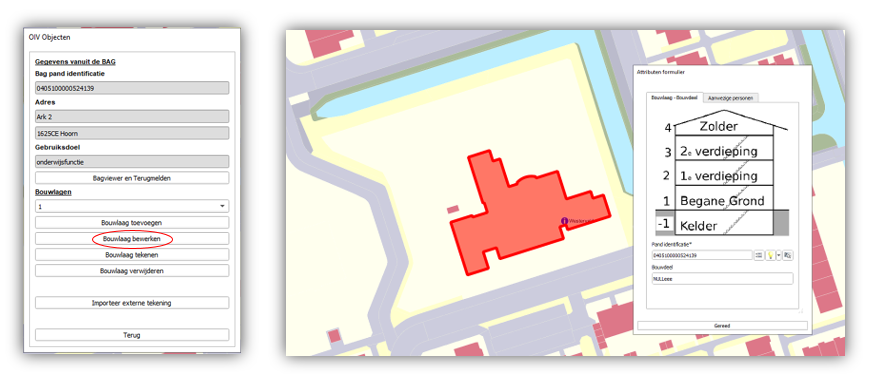 OIV Objecten
Gegevens vanuit de BAG
Bag pand identificatie
0405100000524139
Adres
Ark 2
1625CE Hoorn
Gebruiksdoel
onderwijsfunctie
Bagviewer en Terugmelden
Bouwlagen
1
Bouwlaag toevoegen
Bouwlaag bewerken
Bouwlaag tekenen
Bouwlaag verwijderen
Importeer externe tekening
Terug
Attributen formulier
Bouwlaag - Bouwdeel
Aanwezige personen
4 Zolder
3 2e verdieping
2 1e verdieping
1 Begane Grond
-1 Kelder
Pand identificatie*
0405100000524139
Bouwdeel
Gereed